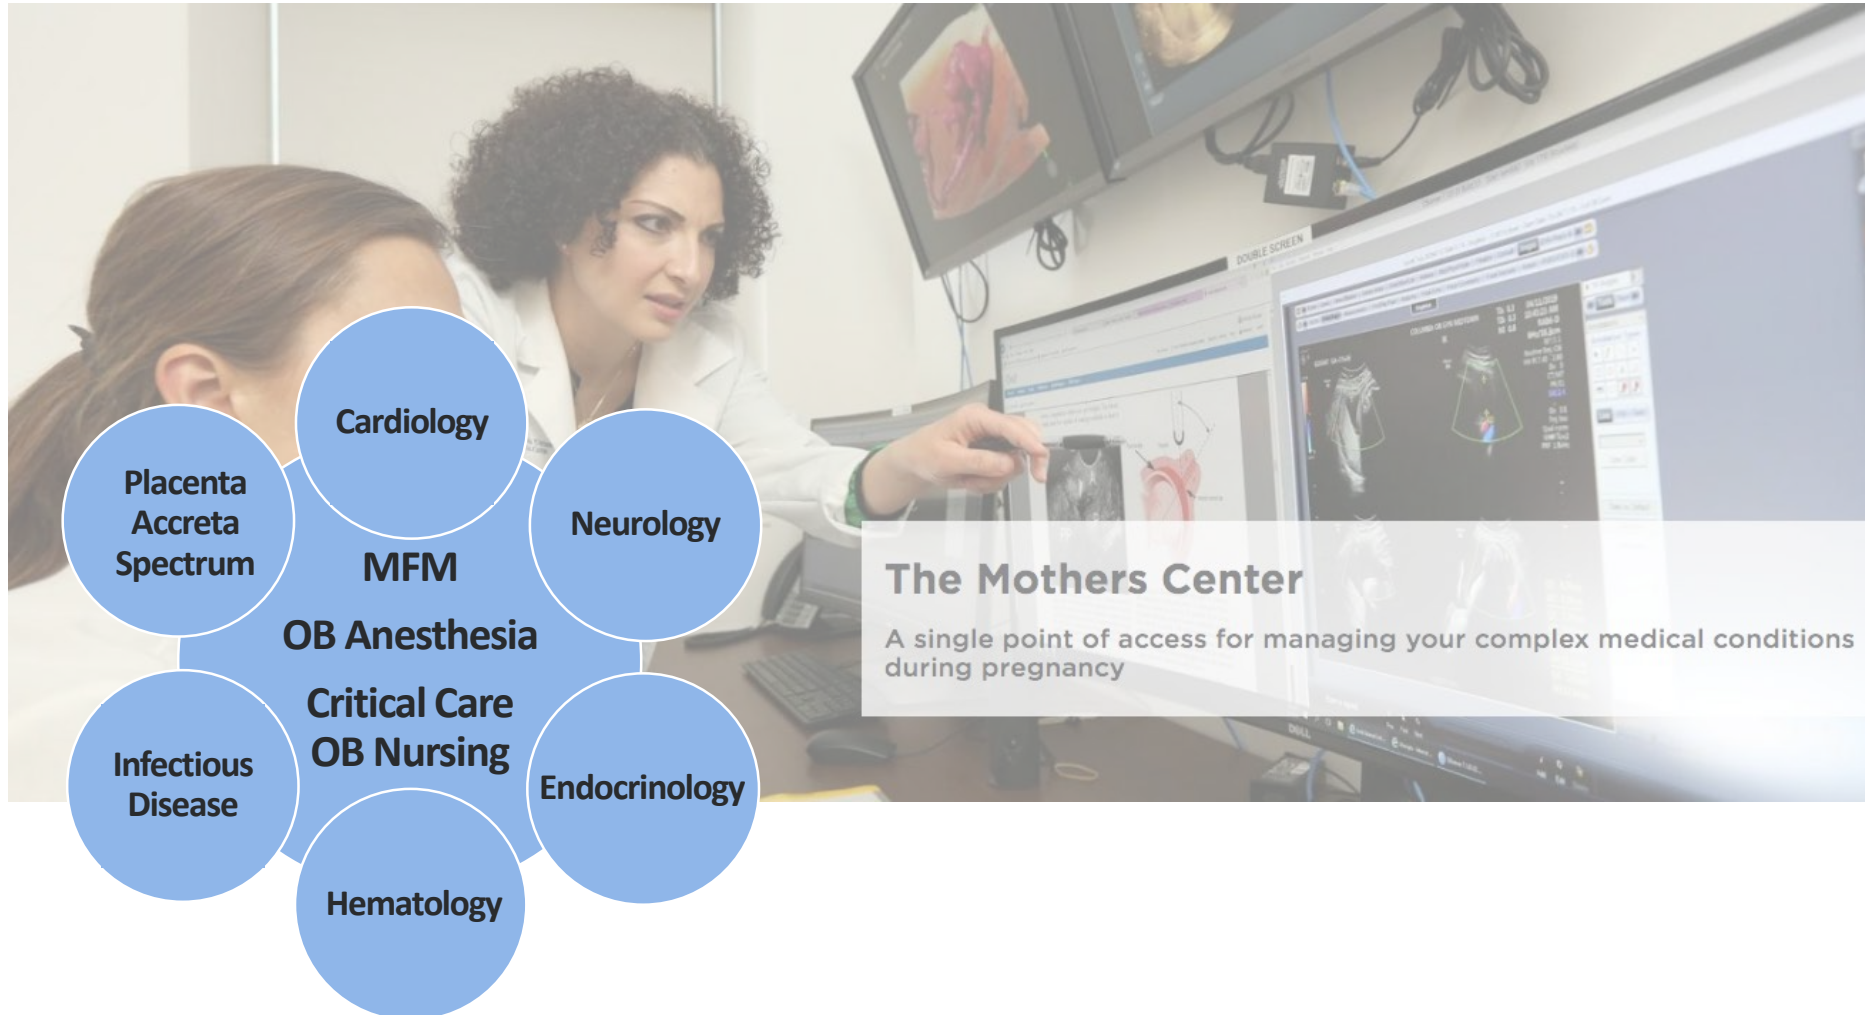 Cardiology
Placenta
Accreta
Spectrum
Neurology
MFM
OB Anesthesia
Critical Care
OB Nursing
Infectious
Disease
Endocrinology
Hematology
The Mothers Center
A single point of access for managing your complex medical conditions
during pregnancy
DOUBLE SCREEN
DELL